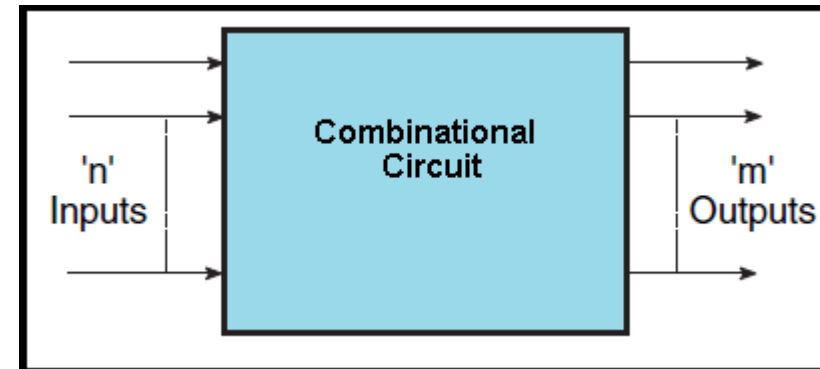 Combinational
Circuit
'n'
Inputs
'm'
Outputs